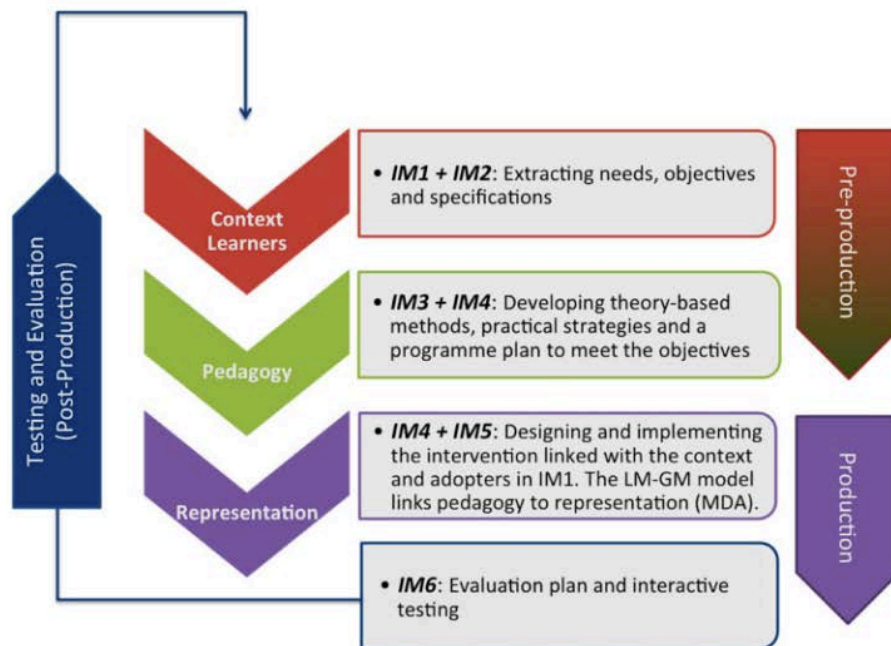 Testing and Evaluation
(Post-Production)
Context
Learners
• IM1 + IM2: Extracting needs, objectives
and specifications
Pre-production
Pedagogy
• IM3 + IM4: Developing theory-based
methods, practical strategies and a
programme plan to meet the objectives
Representation
• IM4 + IM5: Designing and implementing
the intervention linked with the context
and adopters in IM1. The LM-GM model
links pedagogy to representation (MDA).
Production
• IM6: Evaluation plan and interactive
testing